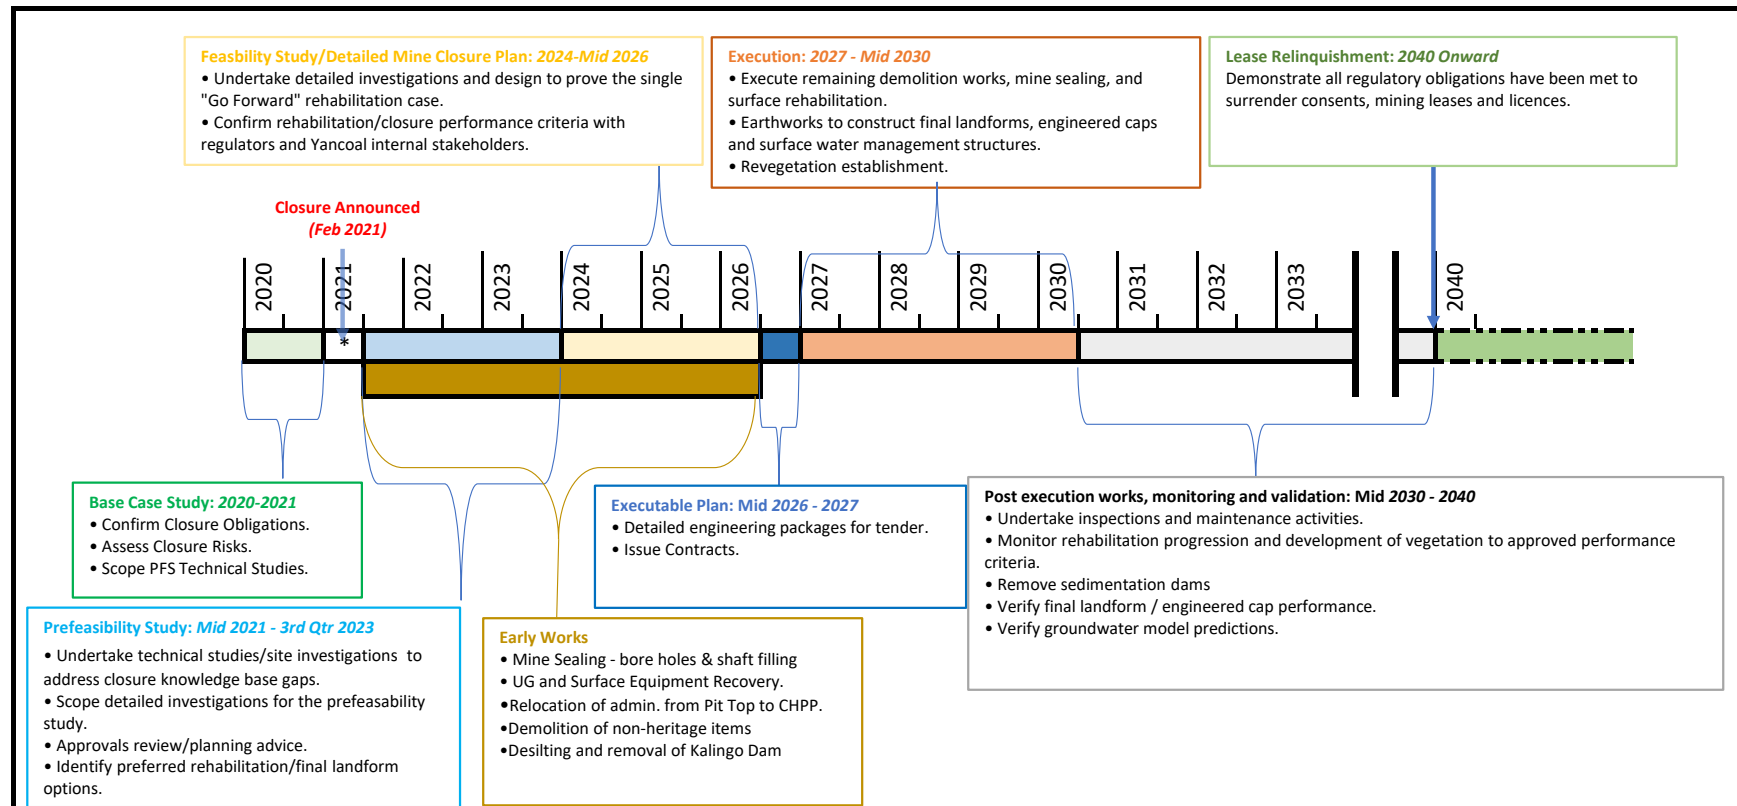 Feasbility Study/Detailed Mine Closure Plan: 2024-Mid 2026
• Undertake detailed investigations and design to prove the single
"Go Forward" rehabilitation case.
• Confirm rehabilitation/closure performance criteria with
regulators and Yancoal internal stakeholders.
Execution: 2027 - Mid 2030
• Execute remaining demolition works, mine sealing, and
surface rehabilitation.
• Earthworks to construct final landforms, engineered caps
and surface water management structures.
• Revegetation establishment.
Lease Relinquishment: 2040 Onward
Demonstrate all regulatory obligations have been met to
surrender consents, mining leases and licences.
Closure Announced
(Feb 2021)
2020
2021
2022
2023
2024
2025
2026
2027
2028
2029
2030
2031
2032
2033
2040
*
Base Case Study: 2020-2021
• Confirm Closure Obligations.
• Assess Closure Risks.
• Scope PFS Technical Studies.
Prefeasibility Study: Mid 2021 - 3rd Qtr 2023
• Undertake technical studies/site investigations to
address closure knowledge base gaps.
• Scope detailed investigations for the prefeasability
study.
• Approvals review/planning advice.
• Identify preferred rehabilitation/final landform
options.
Early Works
• Mine Sealing - bore holes & shaft filling
• UG and Surface Equipment Recovery.
•Relocation of admin. from Pit Top to CHPP.
•Demolition of non-heritage items
•Desilting and removal of Kalingo Dam
Executable Plan: Mid 2026 - 2027
• Detailed engineering packages for tender.
• Issue Contracts.
Post execution works, monitoring and validation: Mid 2030 - 2040
• Undertake inspections and maintenance activities.
• Monitor rehabilitation progression and development of vegetation to approved performance
criteria.
• Remove sedimentation dams
• Verify final landform / engineered cap performance.
• Verify groundwater model predictions.